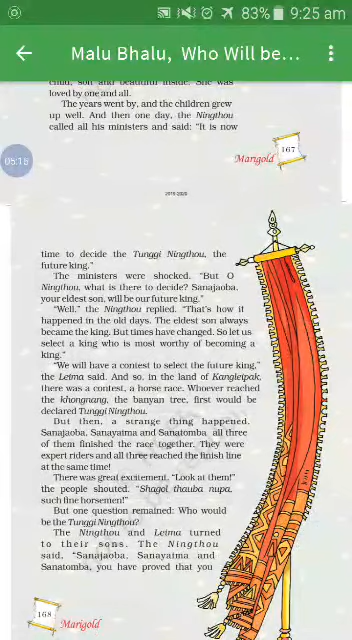 83% 9:25 am
Malu Bhalu, Who Will be...
child, soft and beautiful inside. She was
loved by one and all.
The years went by, and the children grew
up well. And then one day, the Ningthou
called all his ministers and said: "It is now
167
Marigold
05:18
2019-2020
time to decide the Tunggi Ningthou, the
future king."
The ministers were shocked. "But O
Ningthou, what is there to decide? Sanajaoba,
your eldest son, will be our future king."
"Well," the Ningthou replied. "That's how it
happened in the old days. The eldest son always
became the king. But times have changed. So let us
select a king who is most worthy of becoming a
king."
"We will have a contest to select the future king,"
the Leima said. And so, in the land of Kangleipak,
there was a contest, a horse race. Whoever reached
the khongnang, the banyan tree, first would be
declared Tunggi Ningthou.
But then, a strange thing happened.
Sanajaoba, Sanayaima and Sanatomba all three
of them finished the race together. They were
expert riders and all three reached the finish line
at the same time!
There was great excitement. "Look at them!"
the people shouted. "Shagol thauba nupa,
such fine horsemen!"
But one question remained: Who would
be the Tunggi Ningthou?
The Ningthou and Leima turned
to their sons. The Ningthou
said, "Sanajaoba, Sanayaima and
Sanatomba, you have proved that you
168
Marigold